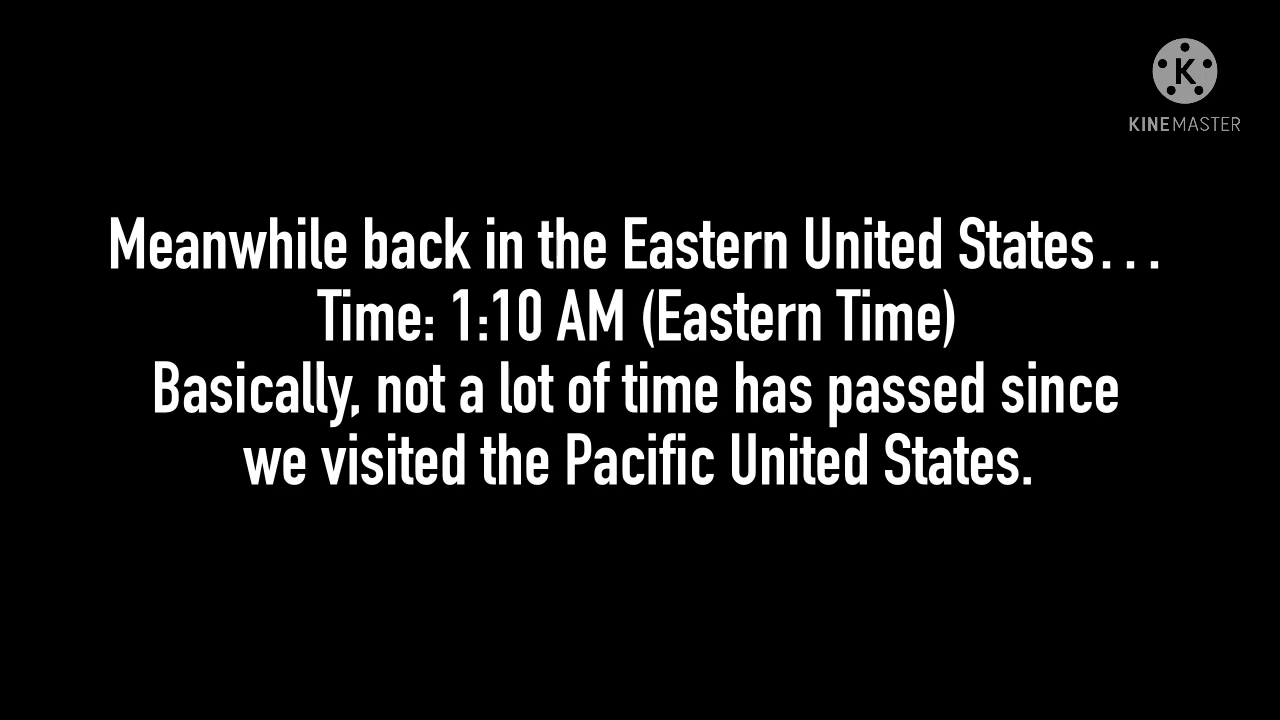 K
KINEMASTER
Meanwhile back in the Eastern United States...
Time: 1:10 AM (Eastern Time)
Basically, not a lot of time has passed since
we visited the Pacific United States.